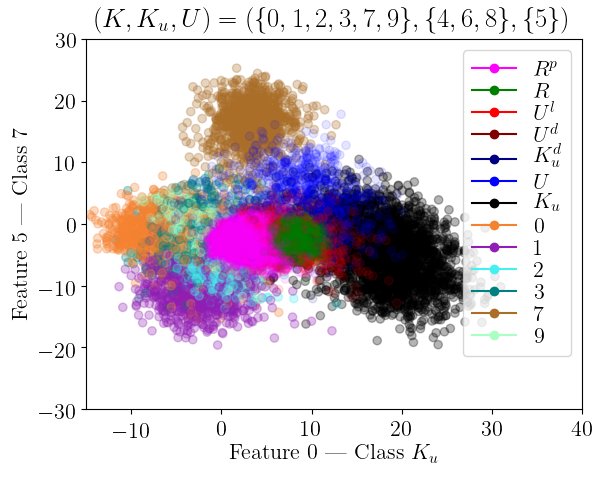 (K, K_u, U) = ({0, 1, 2, 3, 7, 9}, {4, 6, 8}, {5})
30
20
10
0
−10
−20
−30
Feature 5 — Class 7
R^p
R
U^l
U^d
K_u^d
U
K_u
0
1
2
3
7
9
−10
0
10
20
30
40
Feature 0 — Class K_u